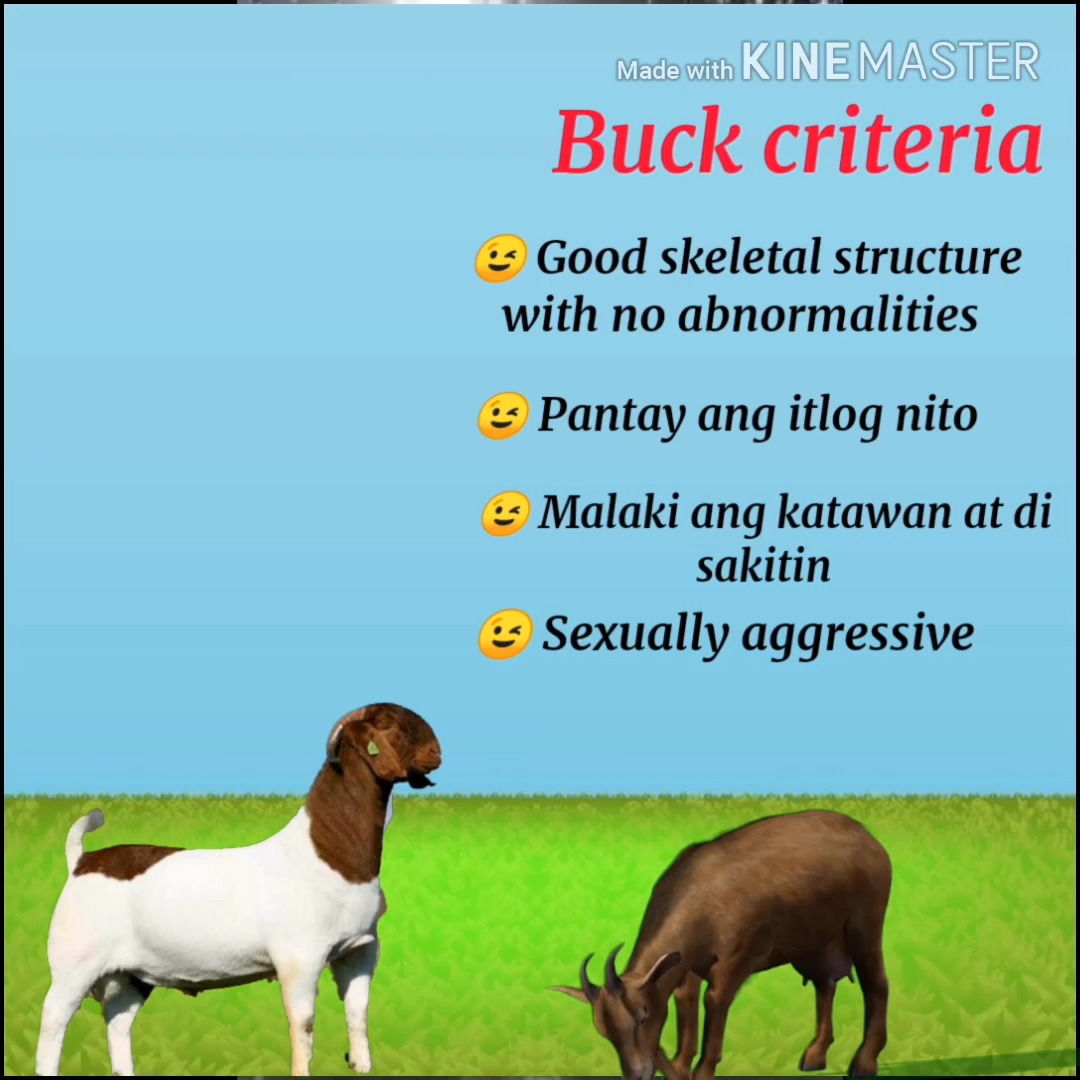 Made with KINEMASTER
Buck criteria
😉 Good skeletal structure
with no abnormalities
😉 Pantay ang itlog nito
😉 Malaki ang katawan at di
sakitin
😉 Sexually aggressive